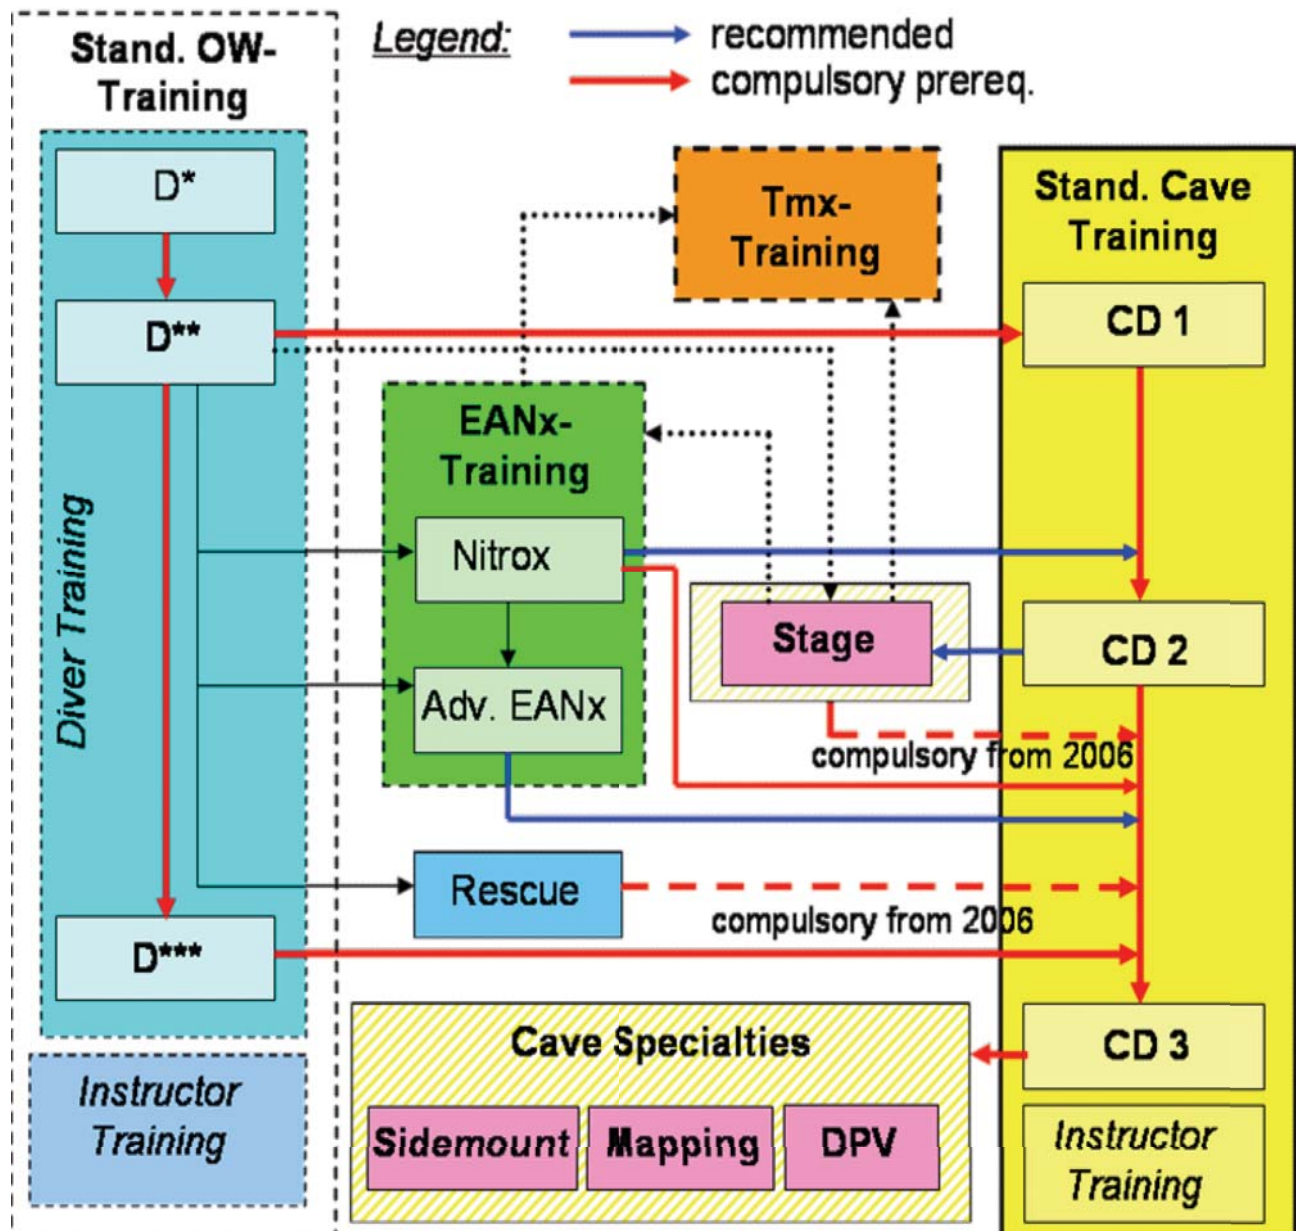 Stand. OW-
Training
Legend:
recommended
compulsory prereq.
D*
D**
Diver Training
D***
Instructor
Training
Tmx-
Training
EANx-
Training
Nitrox
Adv. EANx
Stage
compulsory from 2006
Rescue
compulsory from 2006
Cave Specialties
Sidemount
Mapping
DPV
Stand. Cave
Training
CD 1
CD 2
CD 3
Instructor
Training